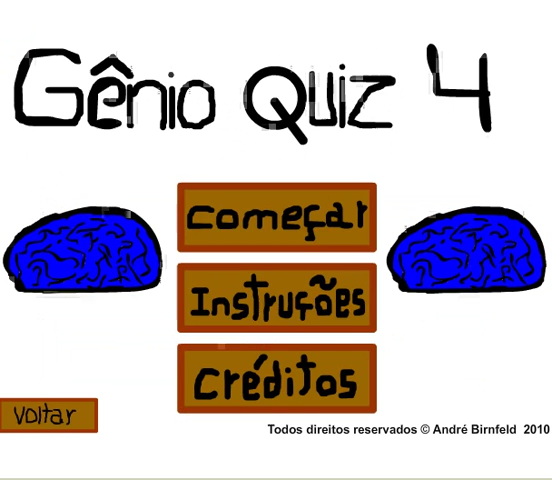 Gênio Quiz 4
começar
Instruções
créditos
Voltar
Todos direitos reservados © André Birnfeld 2010